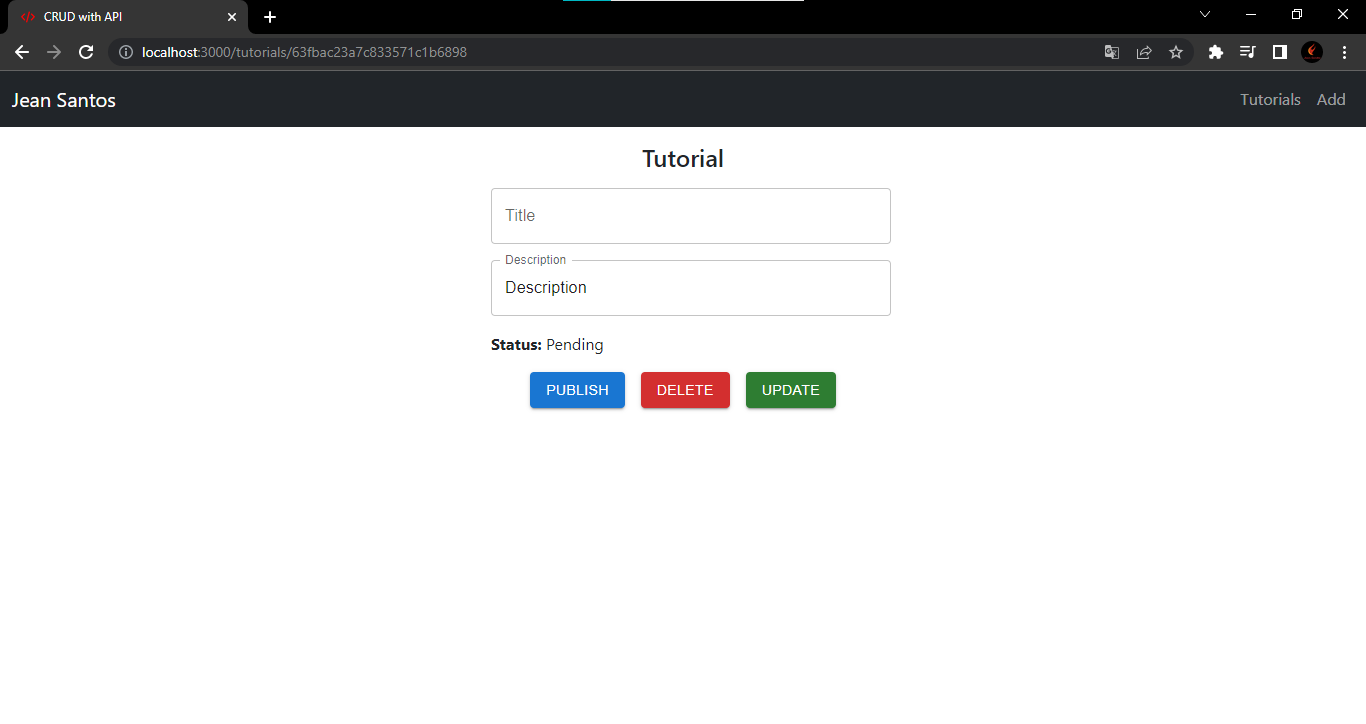 CRUD with API
localhost:3000/tutorials/63fbac23a7c833571c1b6898
Jean Santos
Tutorials Add
Tutorial
Title
Description
Description
Status: Pending
PUBLISH DELETE UPDATE